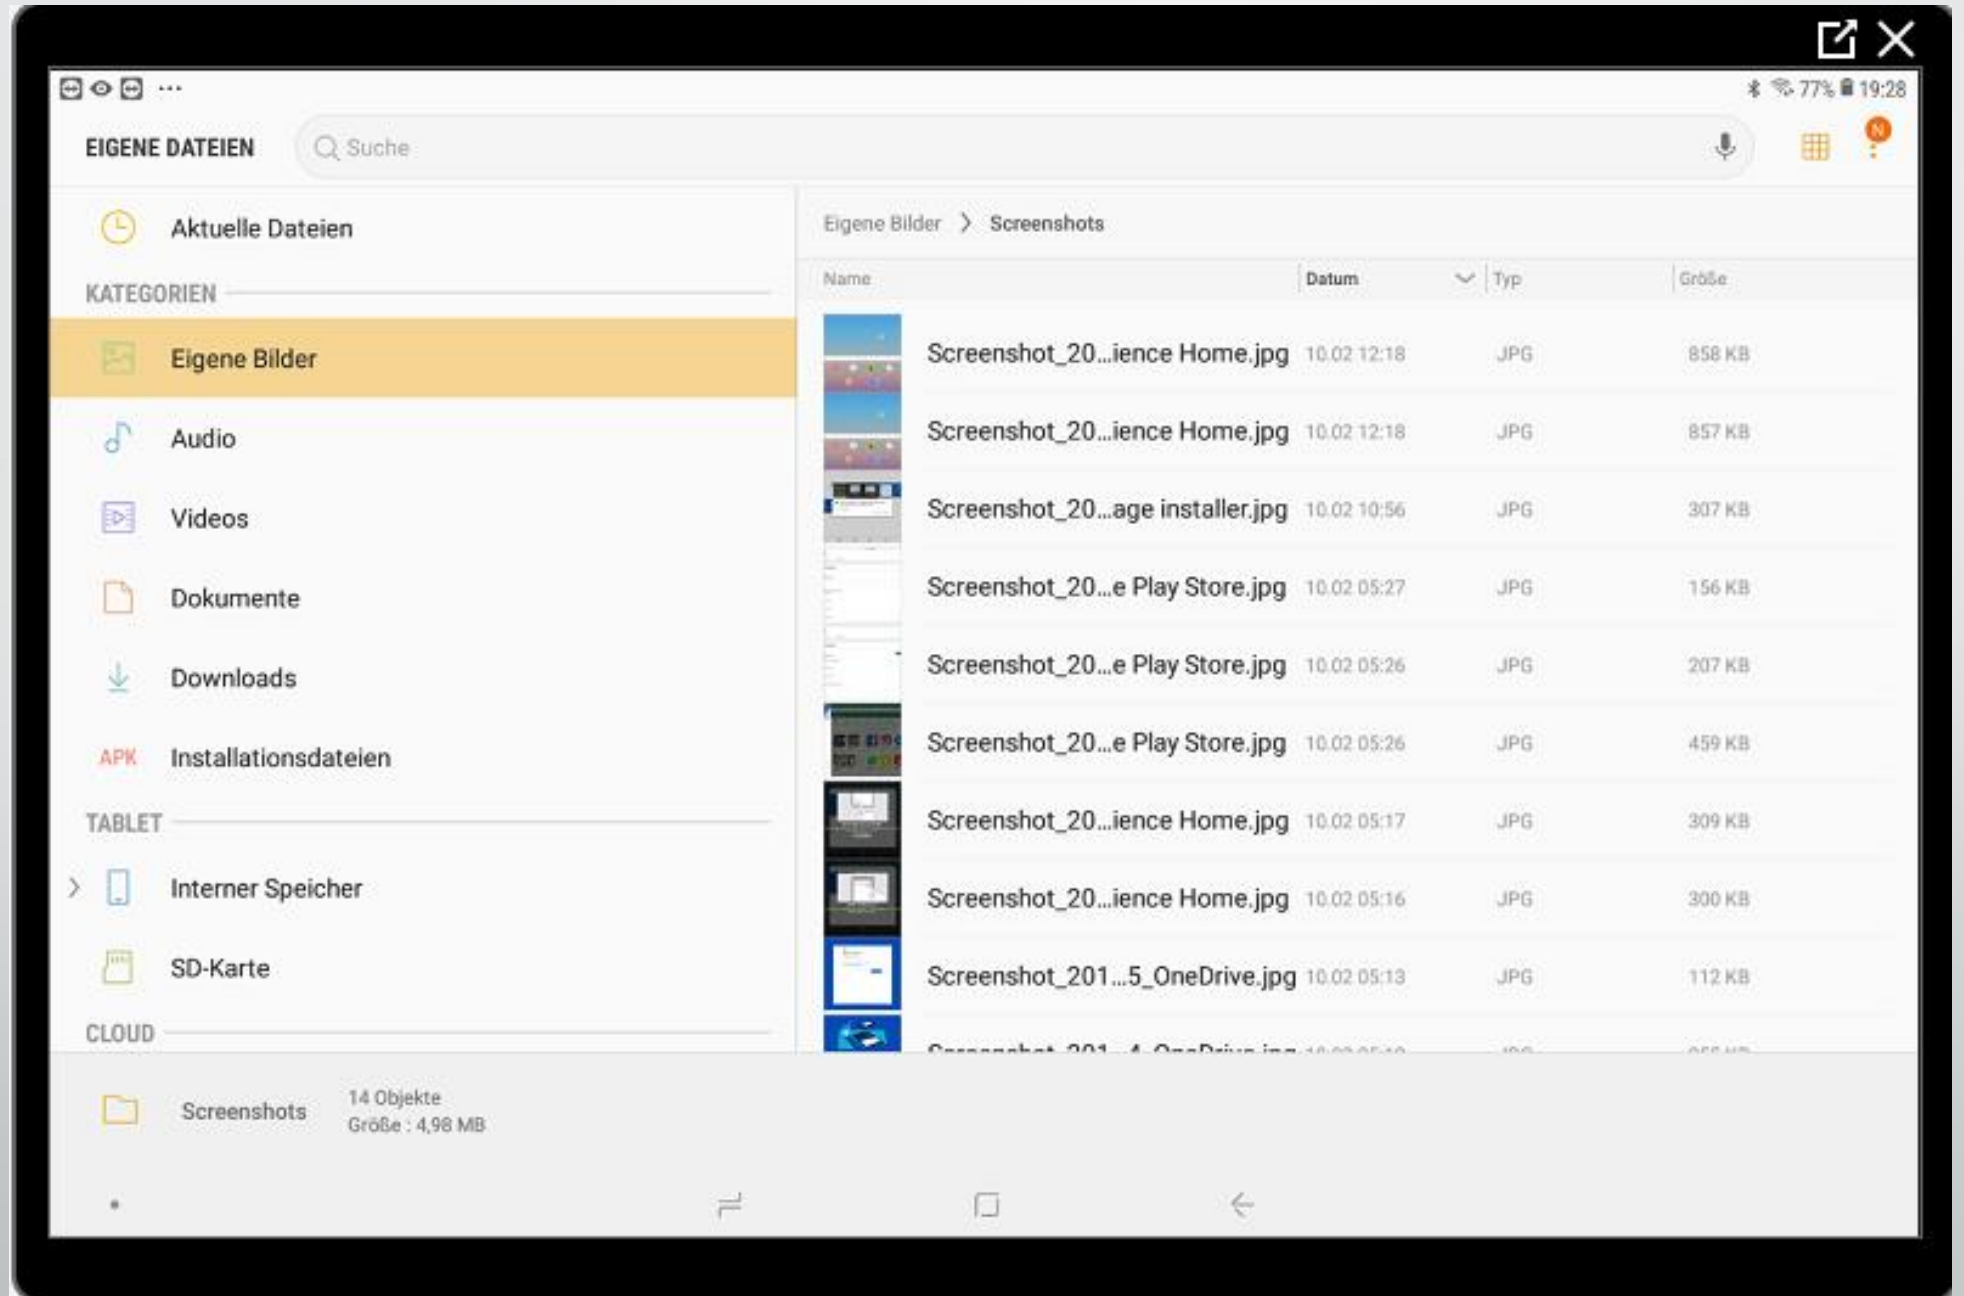 77% 19:28
EIGENE DATEIEN Suche N
Aktuelle Dateien
KATEGORIEN
Eigene Bilder
Audio
Videos
Dokumente
Downloads
APK Installationsdateien
TABLET
Interner Speicher
SD-Karte
CLOUD
Eigene Bilder > Screenshots
Name Datum Typ Größe
Screenshot_20...ience Home.jpg 10.02 12:18 JPG 858 KB
Screenshot_20...ience Home.jpg 10.02 12:18 JPG 857 KB
Screenshot_20...age installer.jpg 10.02 10:56 JPG 307 KB
Screenshot_20...e Play Store.jpg 10.02 05:27 JPG 156 KB
Screenshot_20...e Play Store.jpg 10.02 05:26 JPG 207 KB
Screenshot_20...e Play Store.jpg 10.02 05:26 JPG 459 KB
Screenshot_20...ience Home.jpg 10.02 05:17 JPG 309 KB
Screenshot_20...ience Home.jpg 10.02 05:16 JPG 300 KB
Screenshot_201...5_OneDrive.jpg 10.02 05:13 JPG 112 KB
Screenshots
14 Objekte
Größe : 4,98 MB